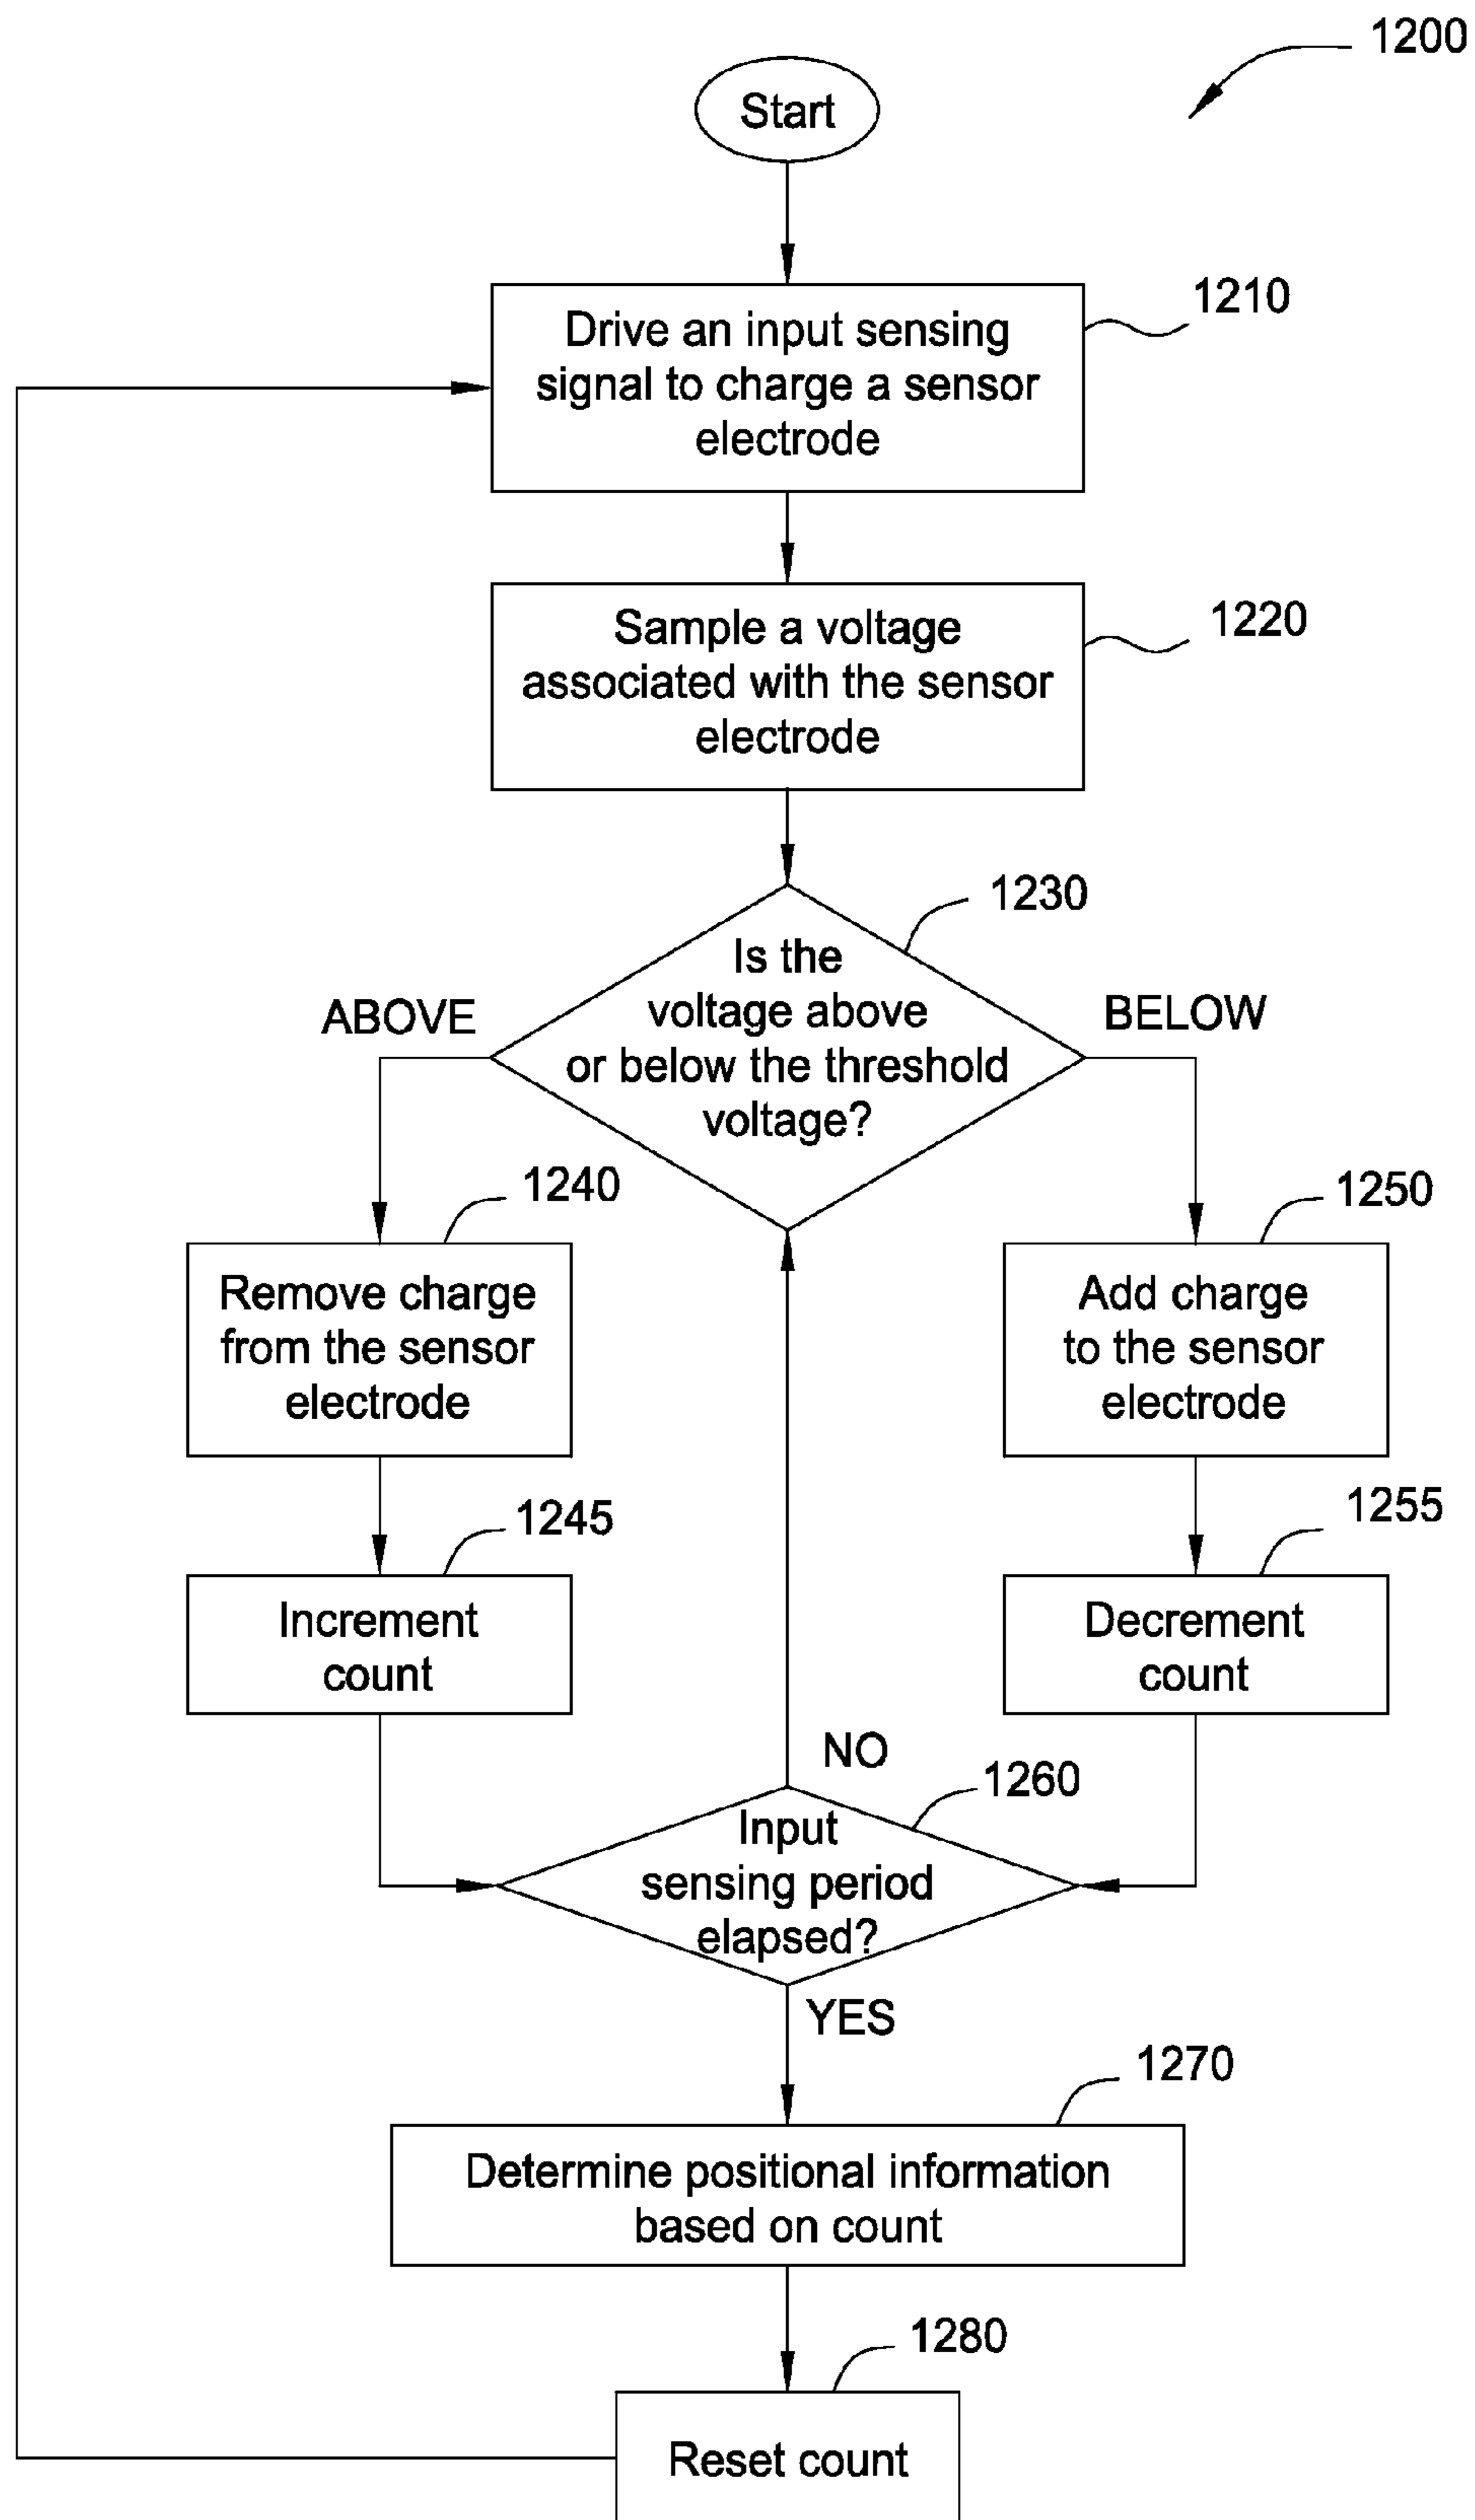 1200
Start
1210
Drive an input sensing
signal to charge a sensor
electrode
1220
Sample a voltage
associated with the sensor
electrode
1230
Is the
voltage above
or below the threshold
voltage?
ABOVE
BELOW
1240
Remove charge
from the sensor
electrode
1250
Add charge
to the sensor
electrode
1245
Increment
count
1255
Decrement
count
NO
1260
Input
sensing period
elapsed?
YES
1270
Determine positional information
based on count
1280
Reset count